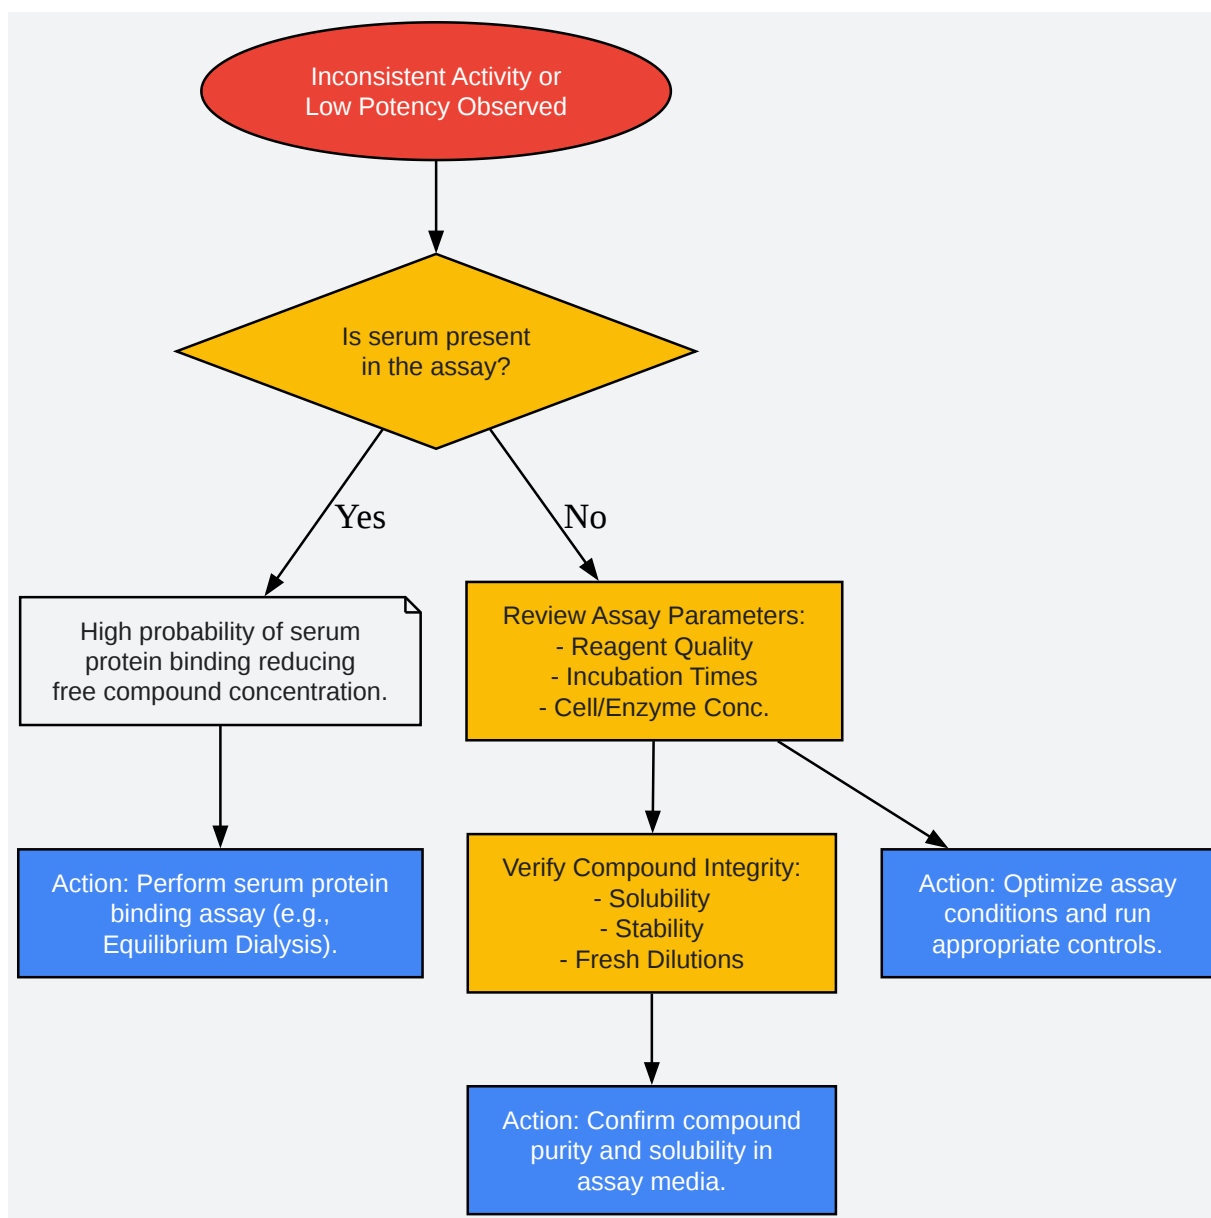 Inconsistent Activity or
Low Potency Observed
Is serum present
in the assay?
Yes
No
High probability of serum
protein binding reducing
free compound concentration.
Review Assay Parameters:
- Reagent Quality
- Incubation Times
- Cell/Enzyme Conc.
Action: Perform serum protein
binding assay (e.g.,
Equilibrium Dialysis).
Verify Compound Integrity:
- Solubility
- Stability
- Fresh Dilutions
Action: Optimize assay
conditions and run
appropriate controls.
Action: Confirm compound
purity and solubility in
assay media.